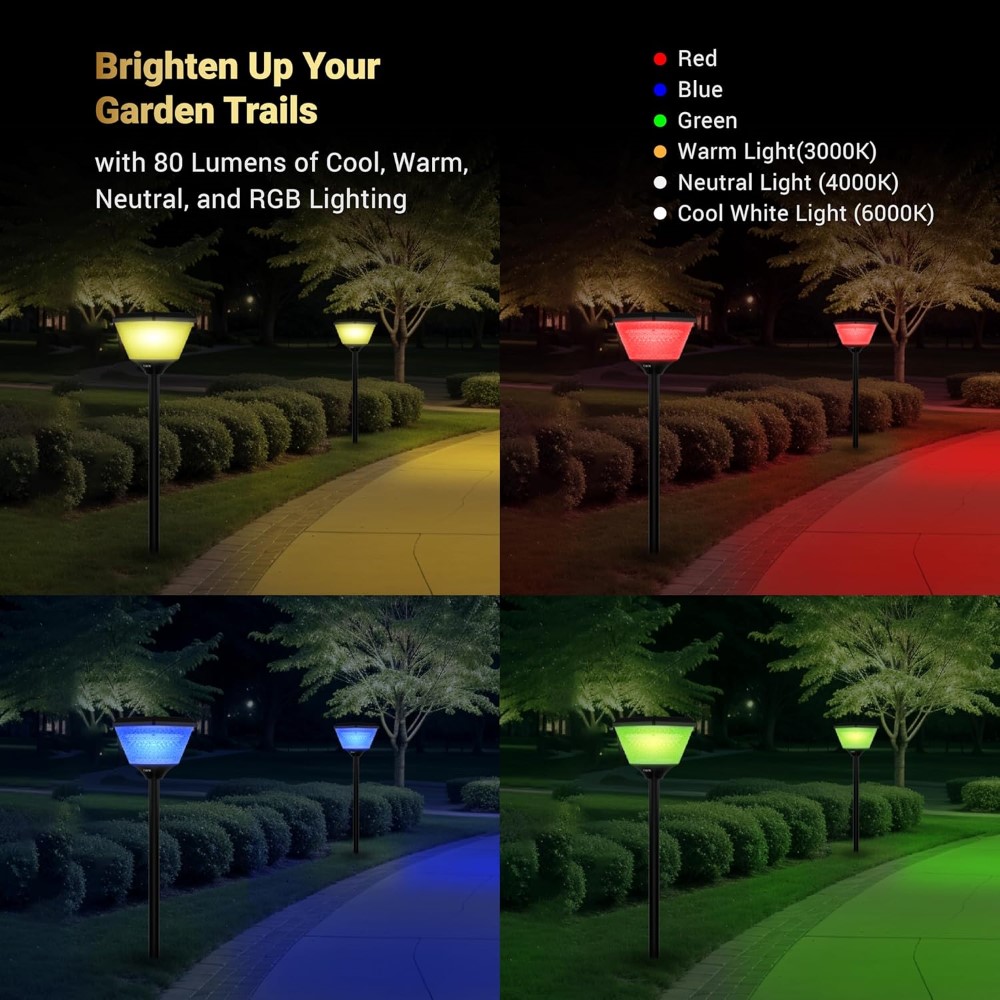 Brighten Up Your
Garden Trails
with 80 Lumens of Cool, Warm,
Neutral, and RGB Lighting
Red
Blue
Green
Warm Light(3000K)
Neutral Light (4000K)
Cool White Light (6000K)